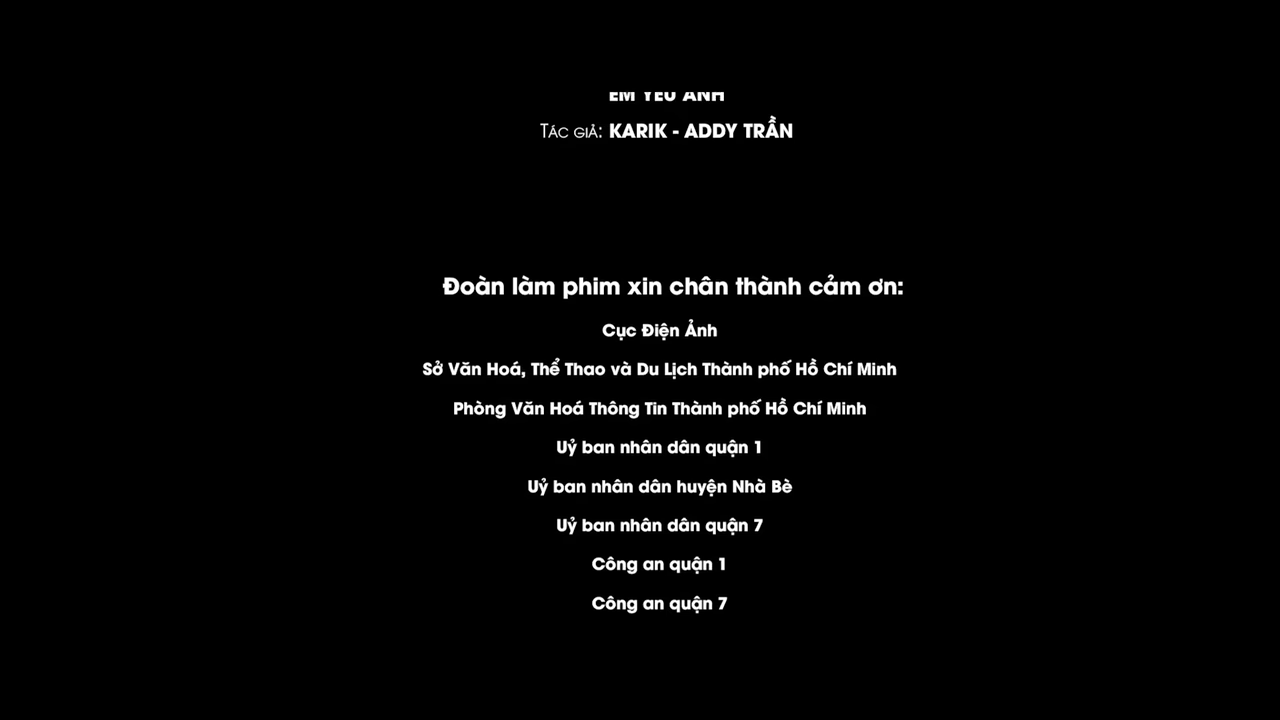 EM YÊU ANH
Tác giả: KARIK - ADDY TRẦN
Đoàn làm phim xin chân thành cảm ơn:
Cục Điện Ảnh
Sở Văn Hoá, Thể Thao và Du Lịch Thành phố Hồ Chí Minh
Phòng Văn Hoá Thông Tin Thành phố Hồ Chí Minh
Uỷ ban nhân dân quận 1
Uỷ ban nhân dân huyện Nhà Bè
Uỷ ban nhân dân quận 7
Công an quận 1
Công an quận 7